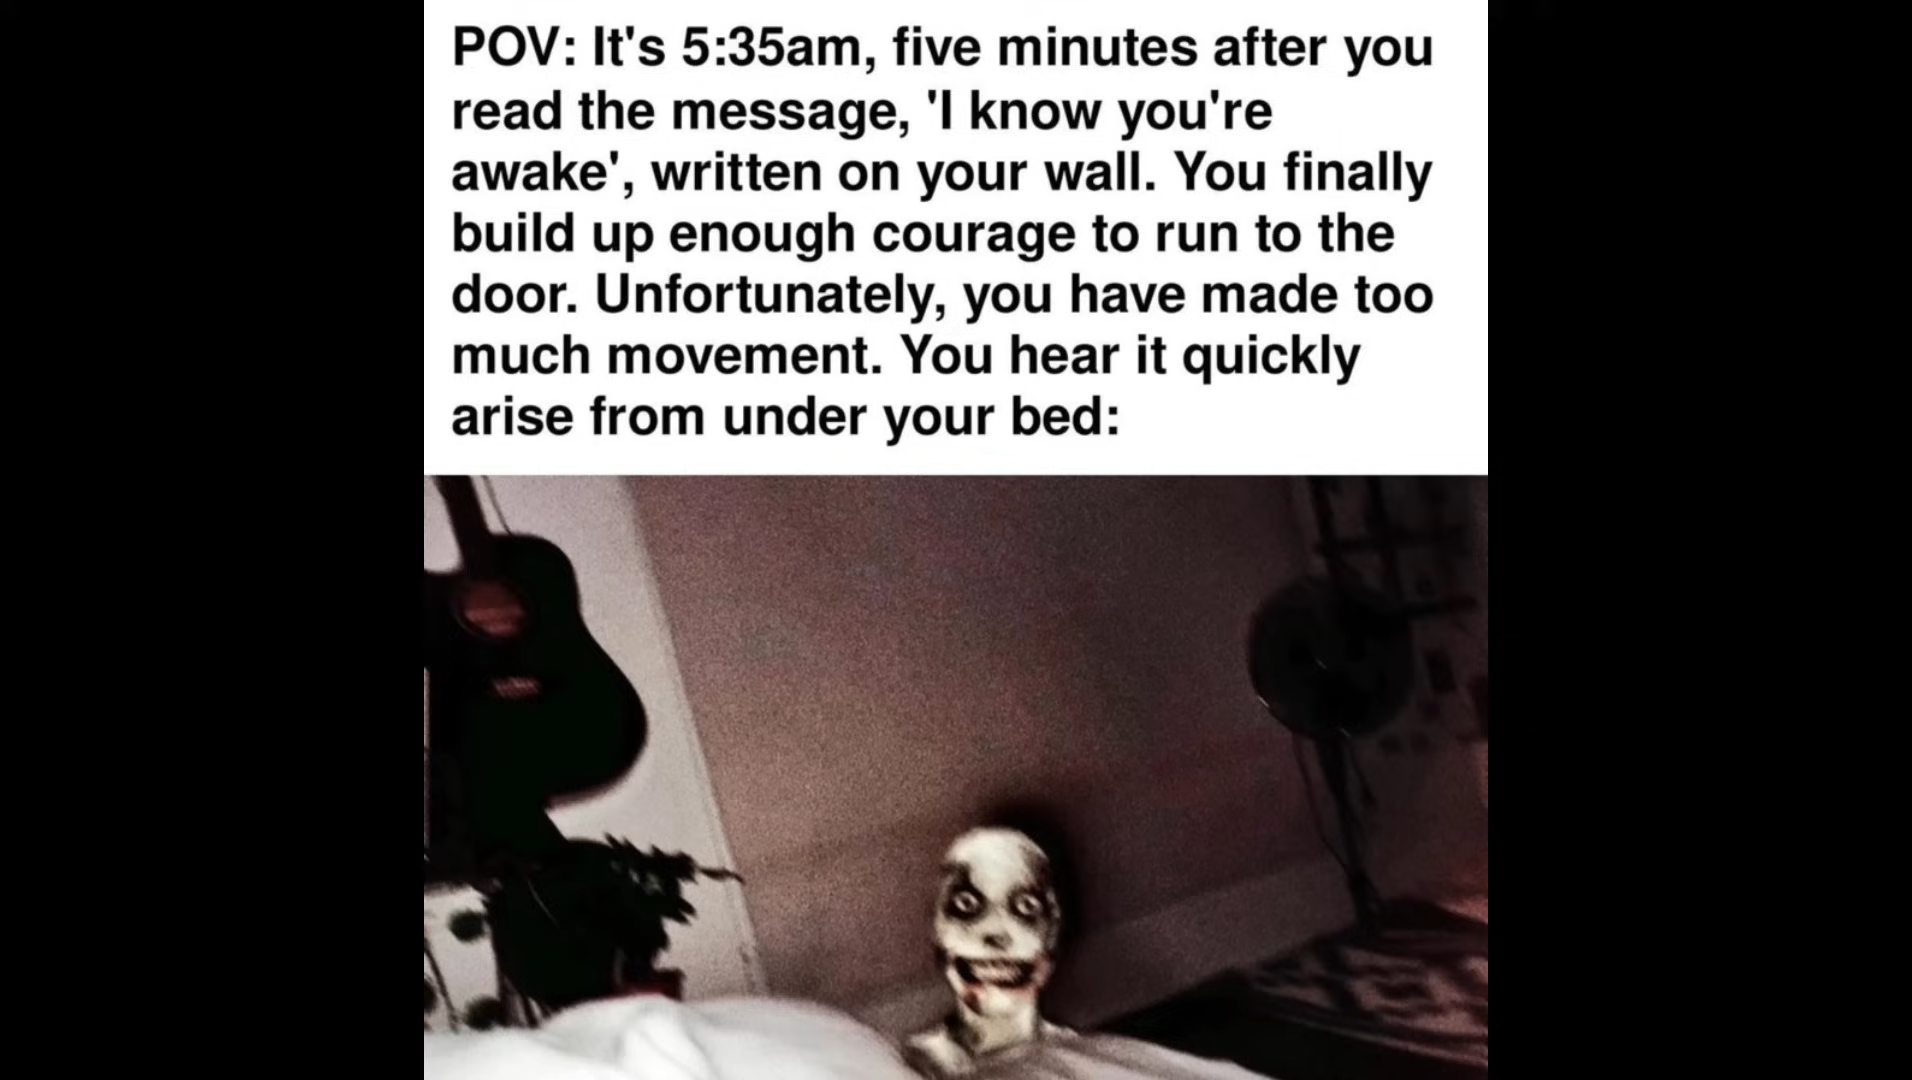 POV: It's 5:35am, five minutes after you
read the message, 'I know you're
awake', written on your wall. You finally
build up enough courage to run to the
door. Unfortunately, you have made too
much movement. You hear it quickly
arise from under your bed: